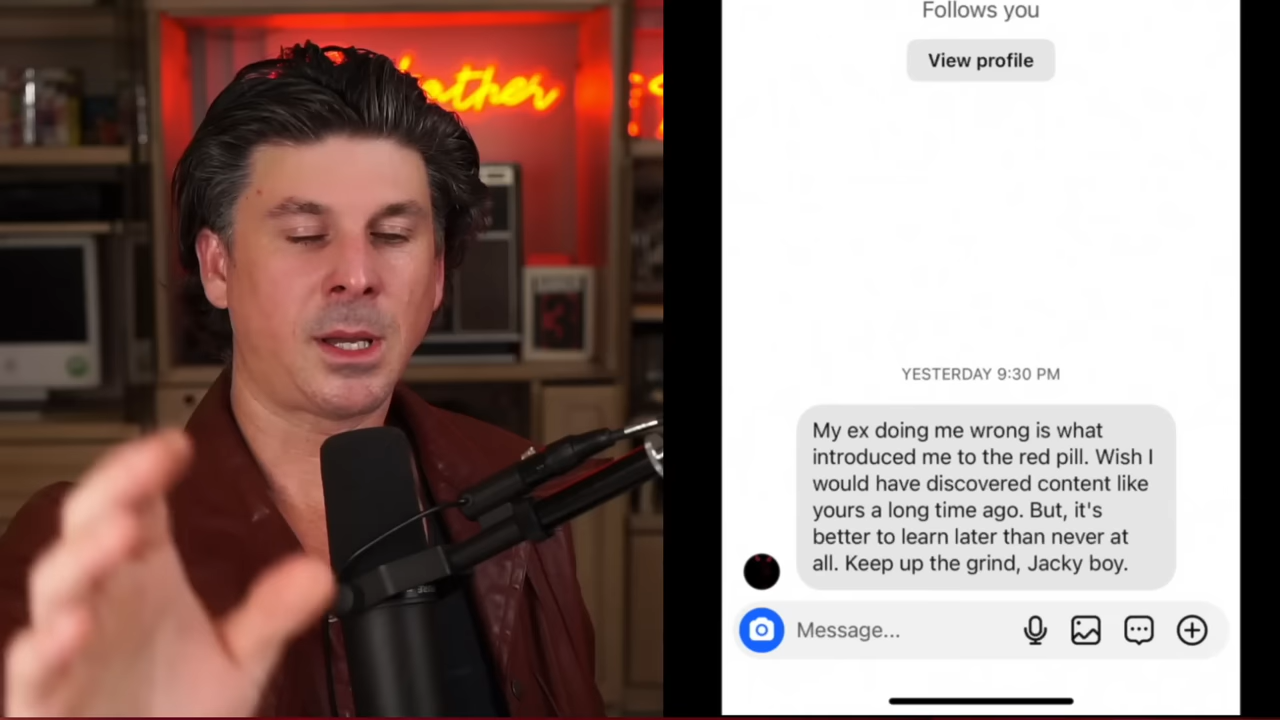 ather
Follows you
View profile
YESTERDAY 9:30 PM
My ex doing me wrong is what
introduced me to the red pill. Wish I
would have discovered content like
yours a long time ago. But, it's
better to learn later than never at
all. Keep up the grind, Jacky boy.
Message...